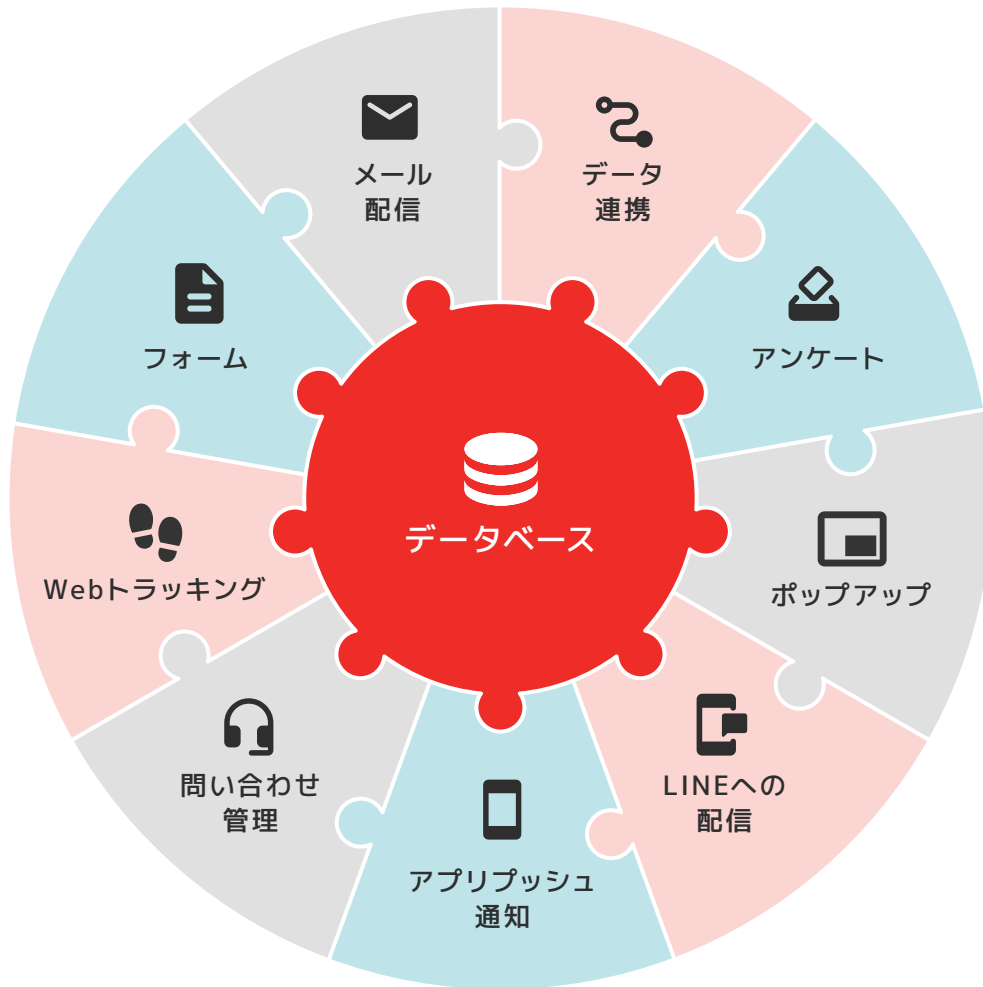 メール
配信
データ
連携
フォーム
アンケート
データベース
Webトラッキング
ポップアップ
問い合わせ
管理
LINEへの
配信
アプリプッシュ
通知